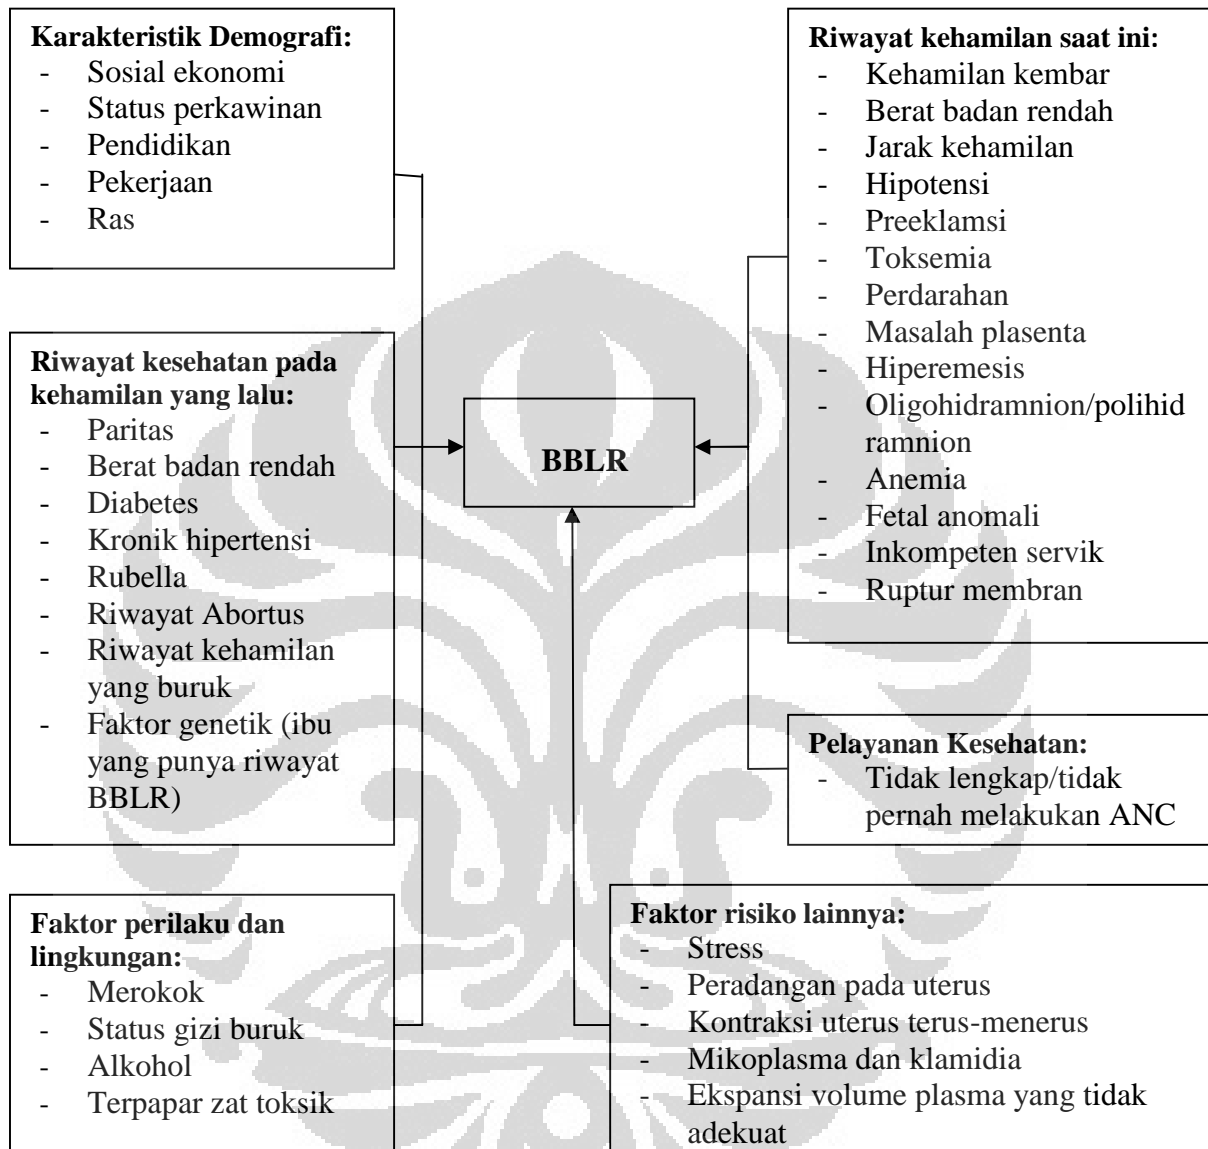 Karakteristik Demografi:
- Sosial ekonomi
- Status perkawinan
- Pendidikan
- Pekerjaan
- Ras
Riwayat kesehatan pada
kehamilan yang lalu:
- Paritas
- Berat badan rendah
- Diabetes
- Kronik hipertensi
- Rubella
- Riwayat Abortus
- Riwayat kehamilan
yang buruk
- Faktor genetik (ibu
yang punya riwayat
BBLR)
Faktor perilaku dan
lingkungan:
- Merokok
- Status gizi buruk
- Alkohol
- Terpapar zat toksik
BBLR
Riwayat kehamilan saat ini:
- Kehamilan kembar
- Berat badan rendah
- Jarak kehamilan
- Hipotensi
- Preeklamsi
- Toksemia
- Perdarahan
- Masalah plasenta
- Hiperemesis
- Oligohidramnion/polihid
ramnion
- Anemia
- Fetal anomali
- Inkompeten servik
- Ruptur membran
Pelayanan Kesehatan:
- Tidak lengkap/tidak
pernah melakukan ANC
Faktor risiko lainnya:
- Stress
- Peradangan pada uterus
- Kontraksi uterus terus-menerus
- Mikoplasma dan klamidia
- Ekspansi volume plasma yang tidak
adekuat